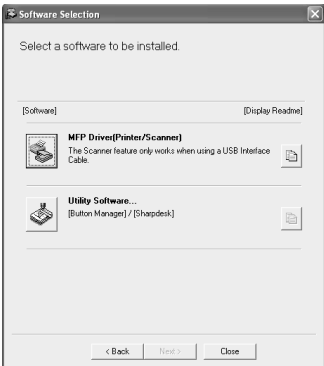 Software Selection
Select a software to be installed.
[Software] [Display Readme]
MFP Driver(Printer/Scanner)
The Scanner feature only works when using a USB Interface
Cable.
Utility Software...
[Button Manager] / [Sharpdesk]
< Back Next > Close